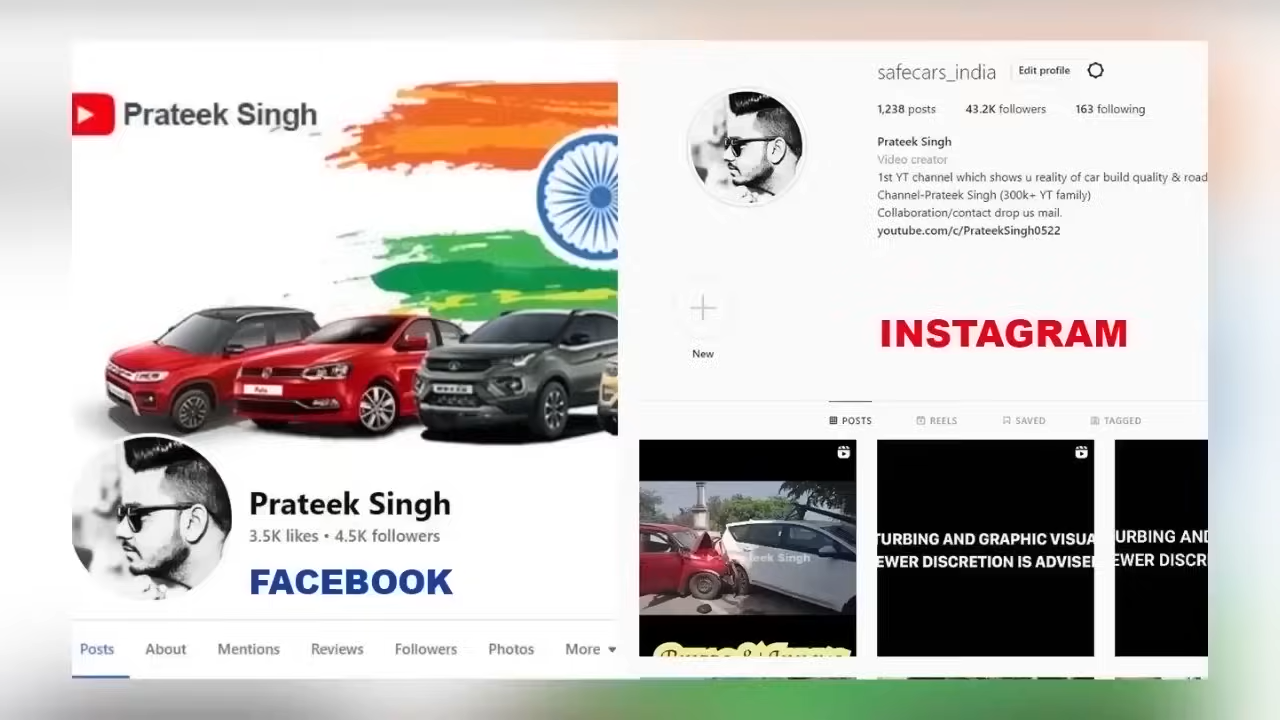 Prateek Singh
Prateek Singh
3.5K likes • 4.5K followers
FACEBOOK
Posts About Mentions Reviews Followers Photos More
safecars_india Edit profile
1,238 posts 43.2K followers 163 following
Prateek Singh
Video creator
1st YT channel which shows u reality of car build quality & road
Channel-Prateek Singh (300k+ YT family)
Collaboration/contact drop us mail.
youtube.com/c/PrateekSingh0522
New
INSTAGRAM
POSTS REELS SAVED TAGGED
teek Singh
TURBING AND GRAPHIC VISUA
EWER DISCRETION IS ADVISE
URBING AND
EWER DISCR